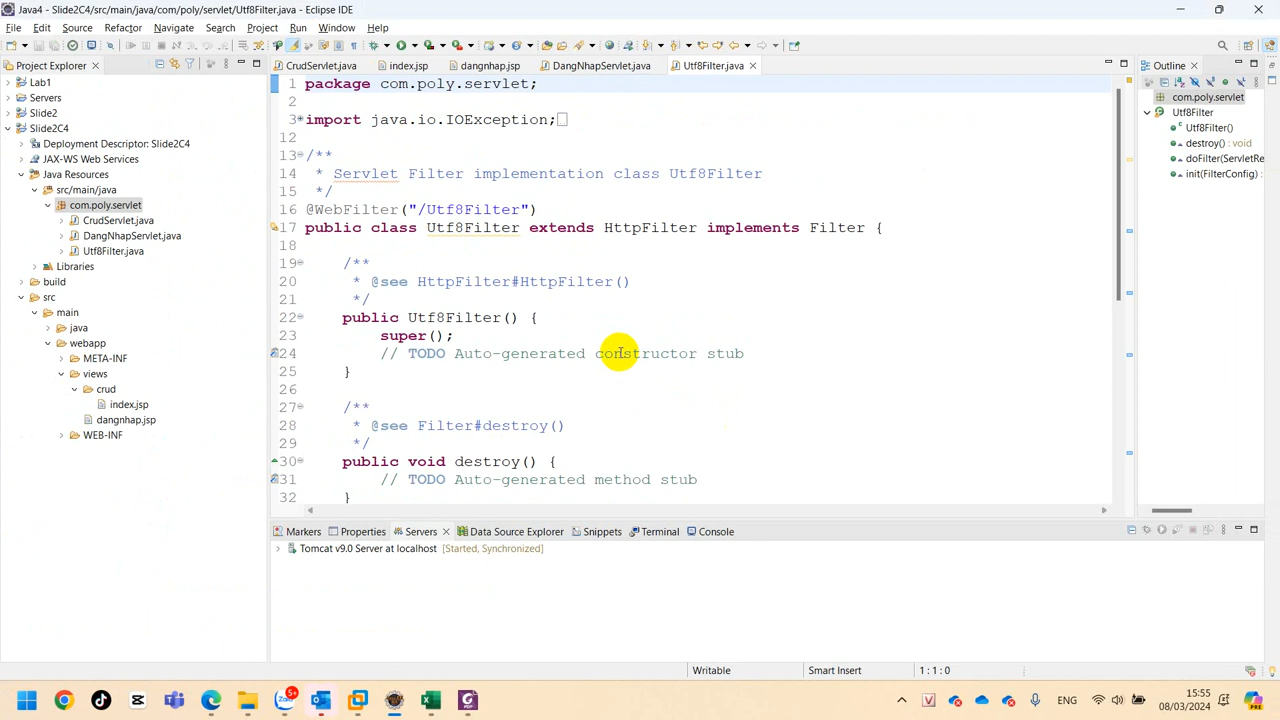 Java4 - Slide2C4/src/main/java/com/poly/servlet/Utf8Filter.java - Eclipse IDE
File Edit Source Refactor Navigate Search Project Run Window Help
Project Explorer
CrudServlet.java index.jsp dangnhap.jsp DangNhapServlet.java Utf8Filter.java
Outline
Lab1
Servers
Slide2
Slide2C4
Deployment Descriptor: Slide2C4
JAX-WS Web Services
Java Resources
src/main/java
com.poly.servlet
CrudServlet.java
DangNhapServlet.java
Utf8Filter.java
Libraries
build
src
main
java
webapp
META-INF
views
crud
index.jsp
dangnhap.jsp
WEB-INF
1 package com.poly.servlet;
2
3 import java.io.IOException;
12
13 /**
14 * Servlet Filter implementation class Utf8Filter
15 */
16 @WebFilter("/Utf8Filter")
17 public class Utf8Filter extends HttpFilter implements Filter {
18
19 /**
20 * @see HttpFilter#HttpFilter()
21 */
22 public Utf8Filter() {
23 super();
24 // TODO Auto-generated constructor stub
25 }
26
27 /**
28 * @see Filter#destroy()
29 */
30 public void destroy() {
31 // TODO Auto-generated method stub
32 }
com.poly.servlet
Utf8Filter
Utf8Filter()
destroy() : void
doFilter(ServletRe
init(FilterConfig) :
Markers Properties Servers Data Source Explorer Snippets Terminal Console
Tomcat v9.0 Server at localhost [Started, Synchronized]
Writable Smart Insert 1 : 1 : 0
Zalo 5+
ENG
15:55
08/03/2024
PRE